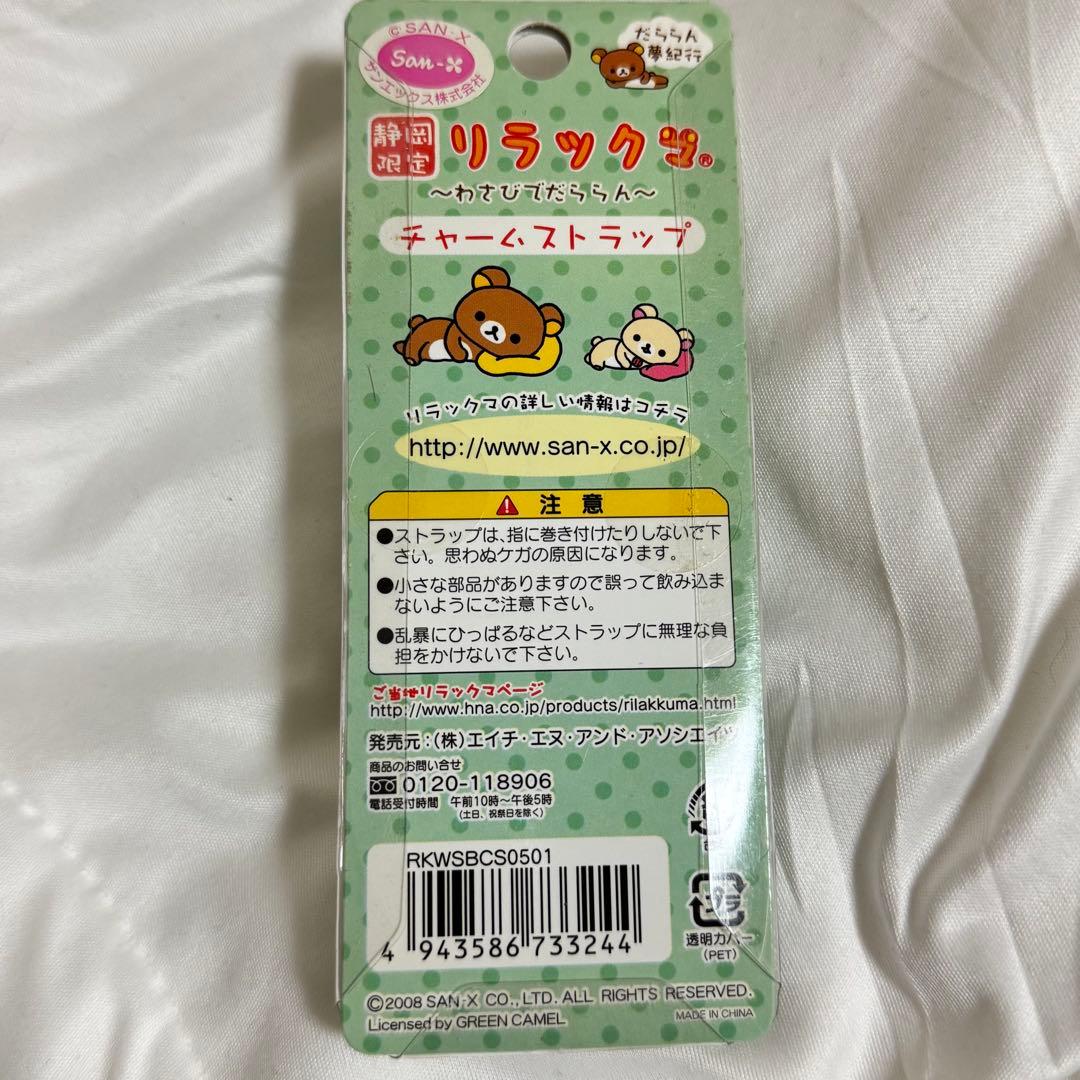 ©SAN-X
San-X
サンエックス株式会社
だららん
夢紀行
静岡
限定
リラックマ®
～わさびでだららん～
チャームストラップ
リラックマの詳しい情報はコチラ
http://www.san-x.co.jp/
注意
●ストラップは、指に巻き付けたりしないで下
さい。思わぬケガの原因になります。
●小さな部品がありますので誤って飲み込ま
ないようにご注意下さい。
●乱暴にひっぱるなどストラップに無理な負
担をかけないで下さい。
ご当地リラックマページ
http://www.hna.co.jp/products/rilakkuma.html
発売元：(株)エイチ・エヌ・アンド・アソシエイツ
商品のお問い合せ
0120-118906
電話受付時間 午前10時～午後5時
(土日、祝祭日を除く)
RKWSBCS0501
4 943586 733244
プラ
透明カバー
(PET)
©2008 SAN-X CO.,LTD. ALL RIGHTS RESERVED.
Licensed by GREEN CAMEL
MADE IN CHINA